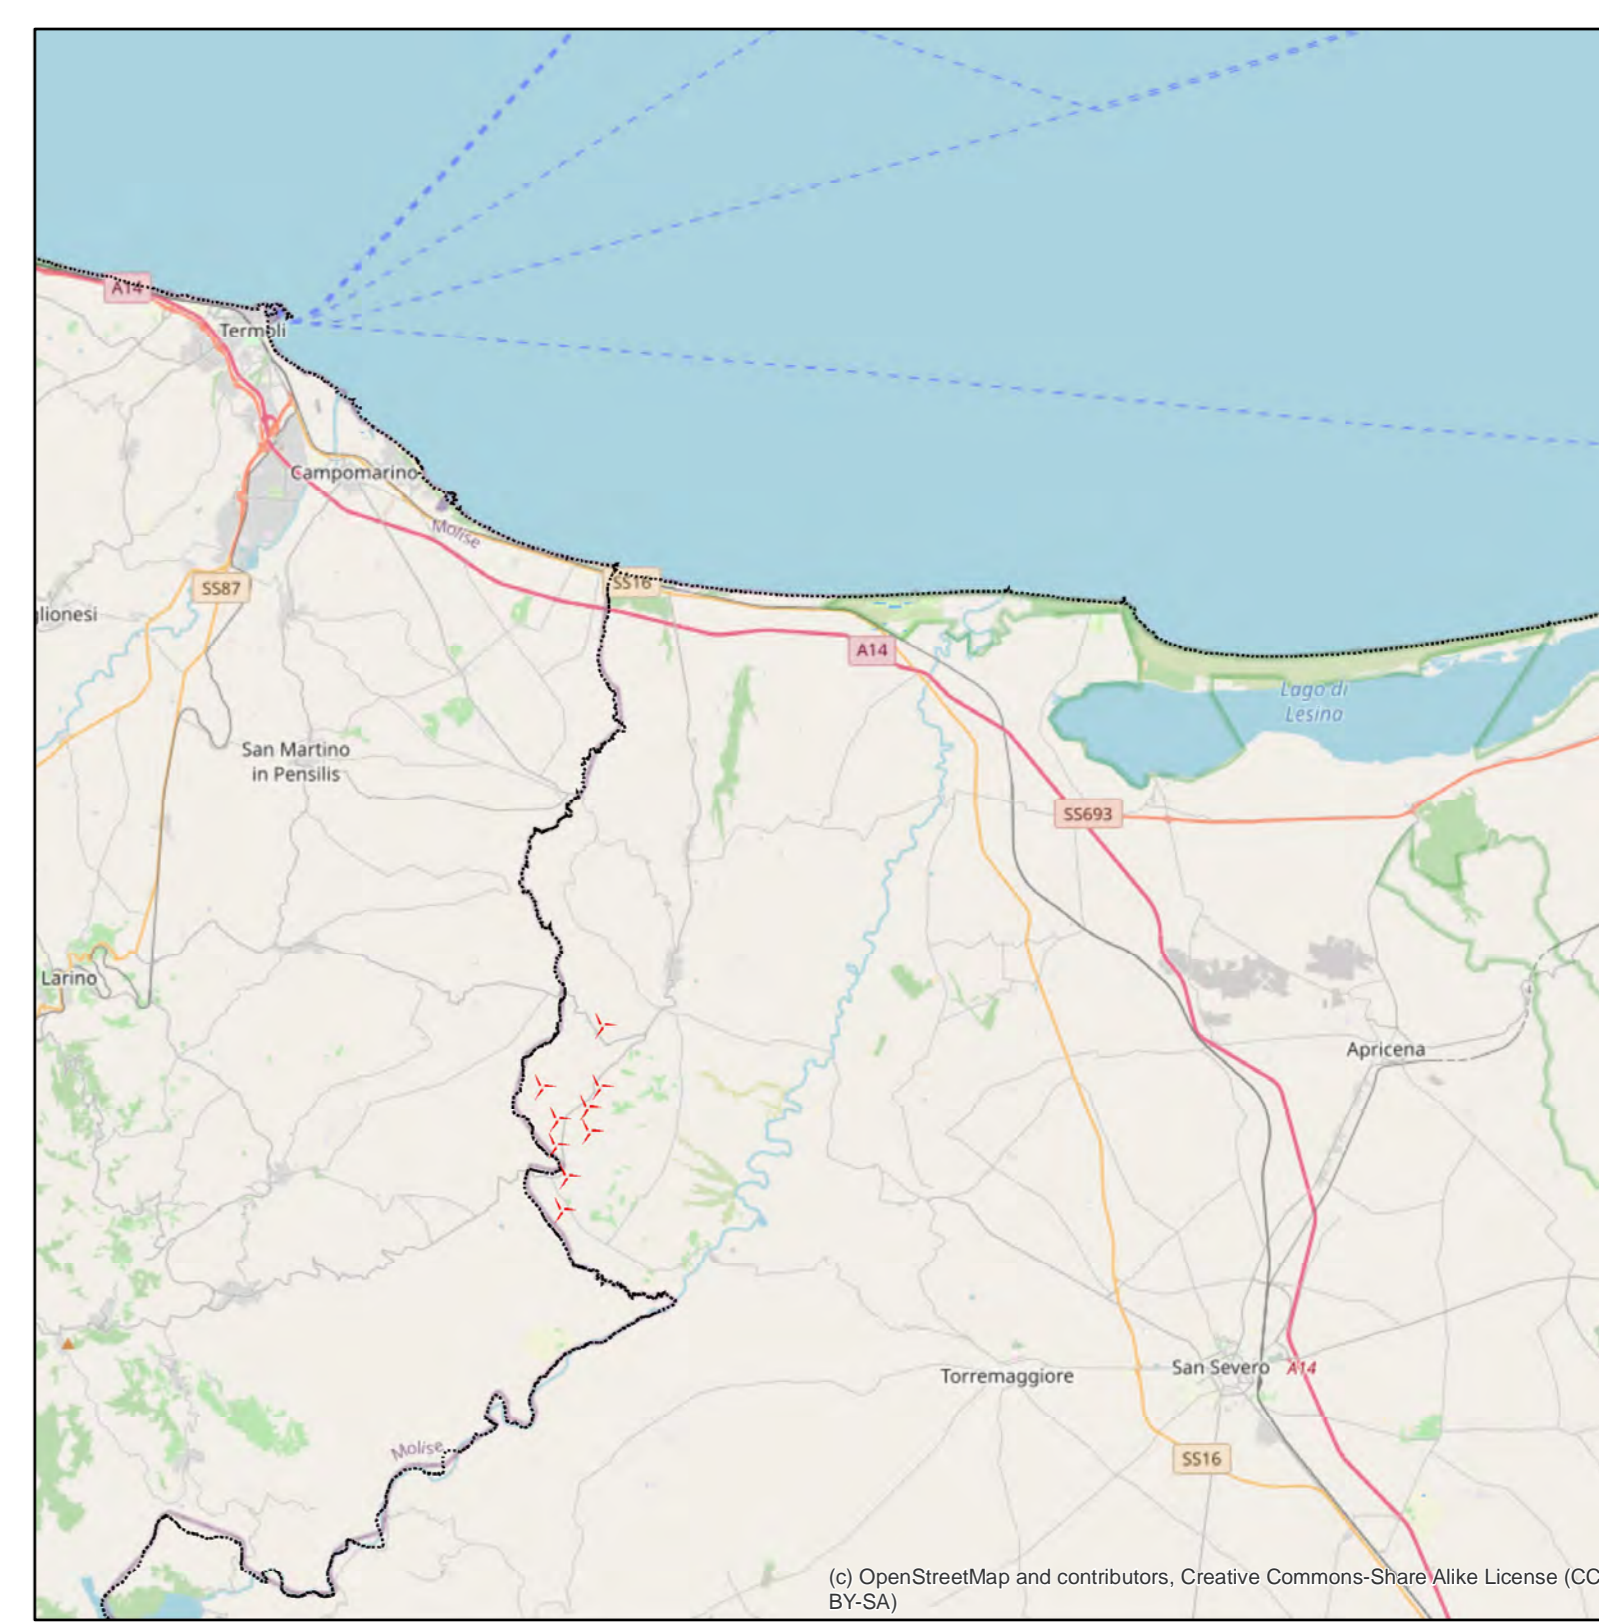 A14
Termoli
Campomarino
Molise
SS16
SS87
glionesi
A14
Lago di
Lesina
San Martino
in Pensilis
SS693
Larino
Apricena
San Severo
A14
Torremaggiore
Molise
SS16
(c) OpenStreetMap and contributors, Creative Commons-Share Alike License (CC
BY-SA)